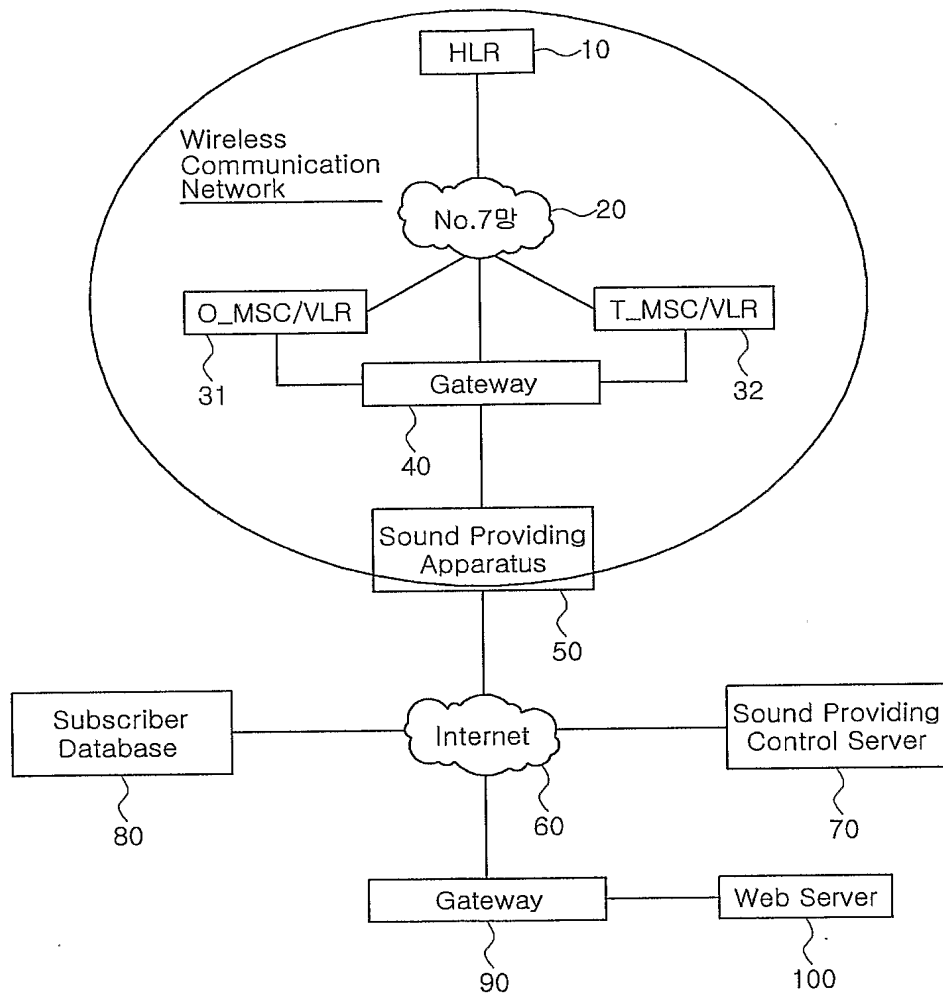 HLR
10
Wireless
Communication
Network
No.7망
20
O_MSC/VLR
T_MSC/VLR
31
Gateway
32
40
Sound Providing
Apparatus
50
Subscriber
Database
Internet
Sound Providing
Control Server
80
60
70
Gateway
Web Server
90
100